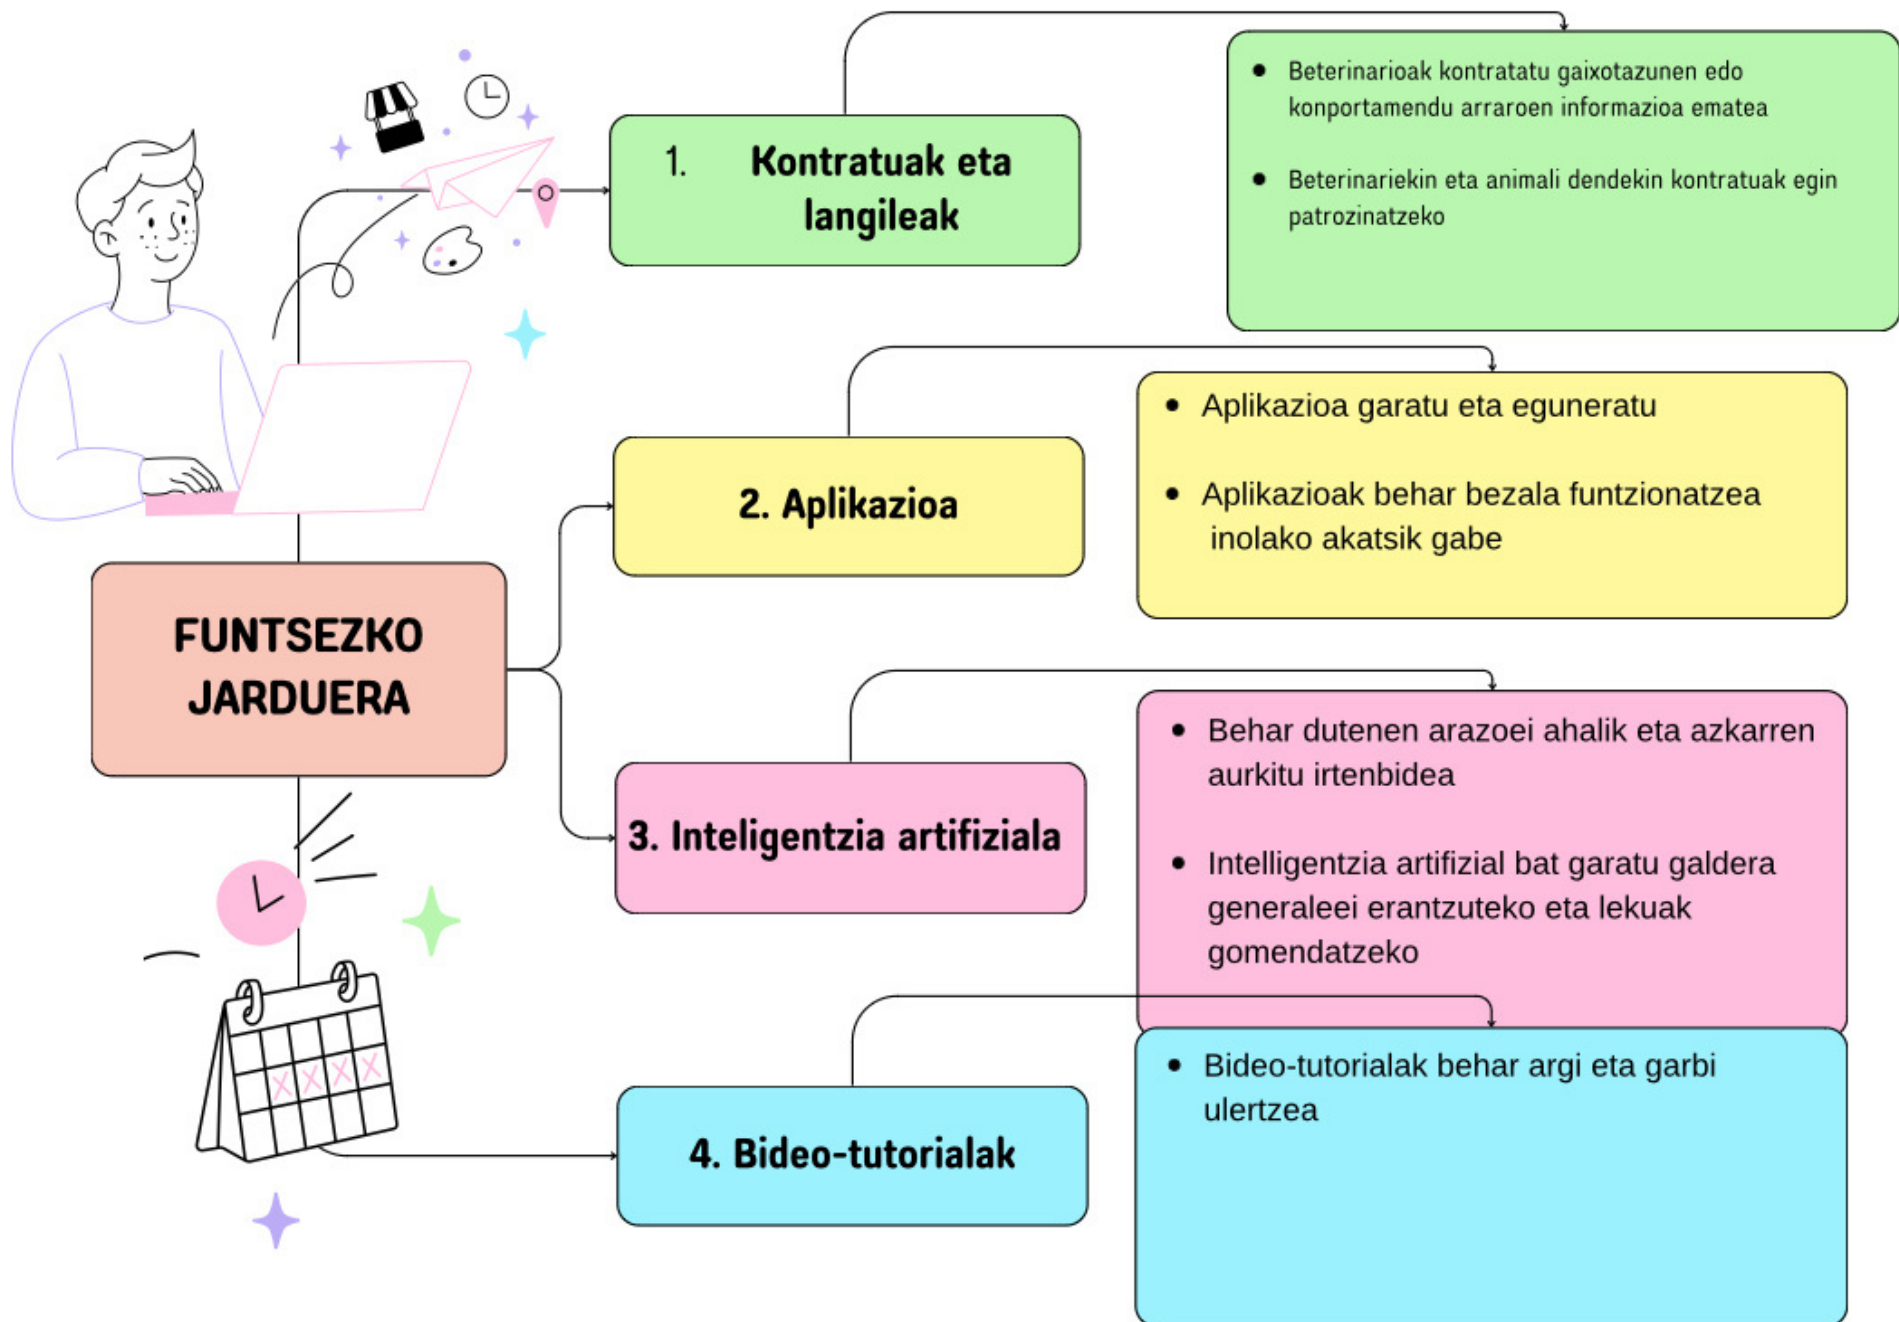 FUNTSEZKO
JARDUERA
1. Kontratuak eta
langileak
• Beterinarioak kontratatu gaixotazunen edo
konportamendu arraroen informazioa ematea
• Beterinariekin eta animali dendekin kontratuak egin
patrozinatzeko
2. Aplikazioa
• Aplikazioa garatu eta eguneratu
• Aplikazioak behar bezala funtzionatzea
inolako akatsik gabe
3. Inteligentzia artifiziala
• Behar dutenen arazoei ahalik eta azkarren
aurkitu irtenbidea
• Intelligentzia artifizial bat garatu galdera
generaleei erantzuteko eta lekuak
gomendatzeko
4. Bideo-tutorialak
• Bideo-tutorialak behar argi eta garbi
ulertzea